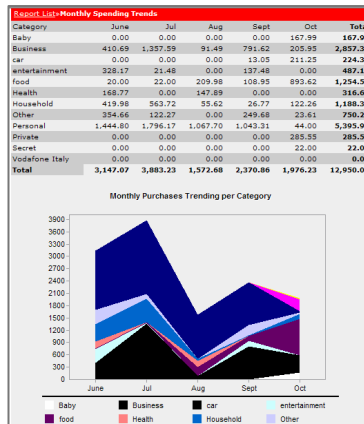 Report List»Monthly Spending Trends
Category June Jul Aug Sept Oct Tota
Baby 0.00 0.00 0.00 0.00 167.99 167.9
Business 410.69 1,357.59 91.49 791.62 205.95 2,857.3
car 0.00 0.00 0.00 13.05 211.25 224.3
entertainment 328.17 21.48 0.00 137.48 0.00 487.1
food 20.00 22.00 209.98 108.95 893.62 1,254.5
Health 168.77 0.00 147.89 0.00 0.00 316.6
Household 419.98 563.72 55.62 26.77 122.26 1,188.3
Other 354.66 122.27 0.00 249.68 23.61 750.2
Personal 1,444.80 1,796.17 1,067.70 1,043.31 44.00 5,395.9
Private 0.00 0.00 0.00 0.00 285.55 285.5
Secret 0.00 0.00 0.00 0.00 22.00 22.0
Vodafone Italy 0.00 0.00 0.00 0.00 0.00 0.0
Total 3,147.07 3,883.23 1,572.68 2,370.86 1,976.23 12,950.0
Monthly Purchases Trending per Category
3900
3600
3300
3000
2700
2400
2100
1800
1500
1200
900
600
300
0
June Jul Aug Sept Oct
Baby Business car entertainment
food Health Household Other